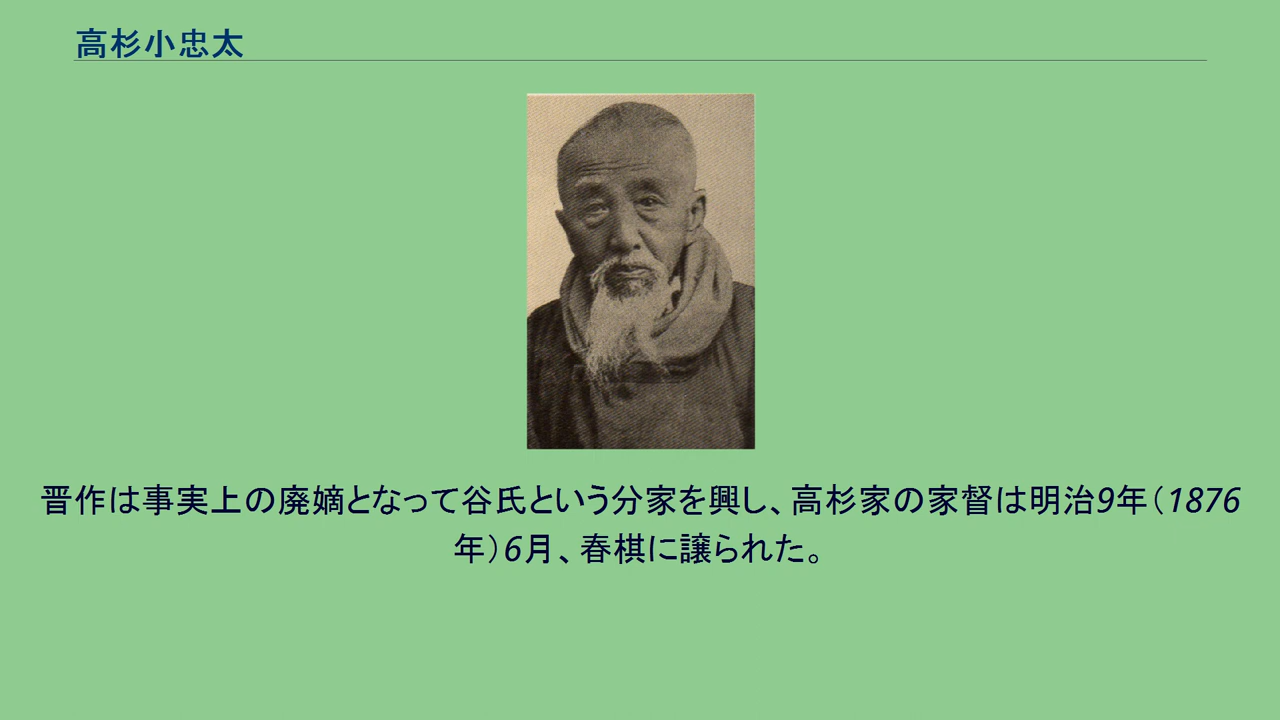 高杉小忠太
晋作は事実上の廃嫡となって谷氏という分家を興し、高杉家の家督は明治9年（1876
年）6月、春棋に譲られた。